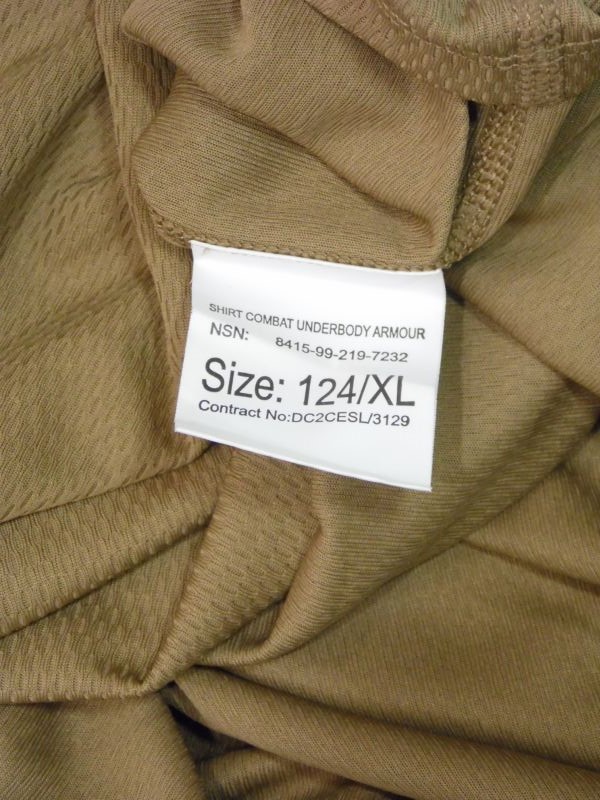 SHIRT COMBAT UNDERBODY ARMOUR
NSN: 8415-99-219-7232
Size: 124/XL
Contract No:DC2CESL/3129